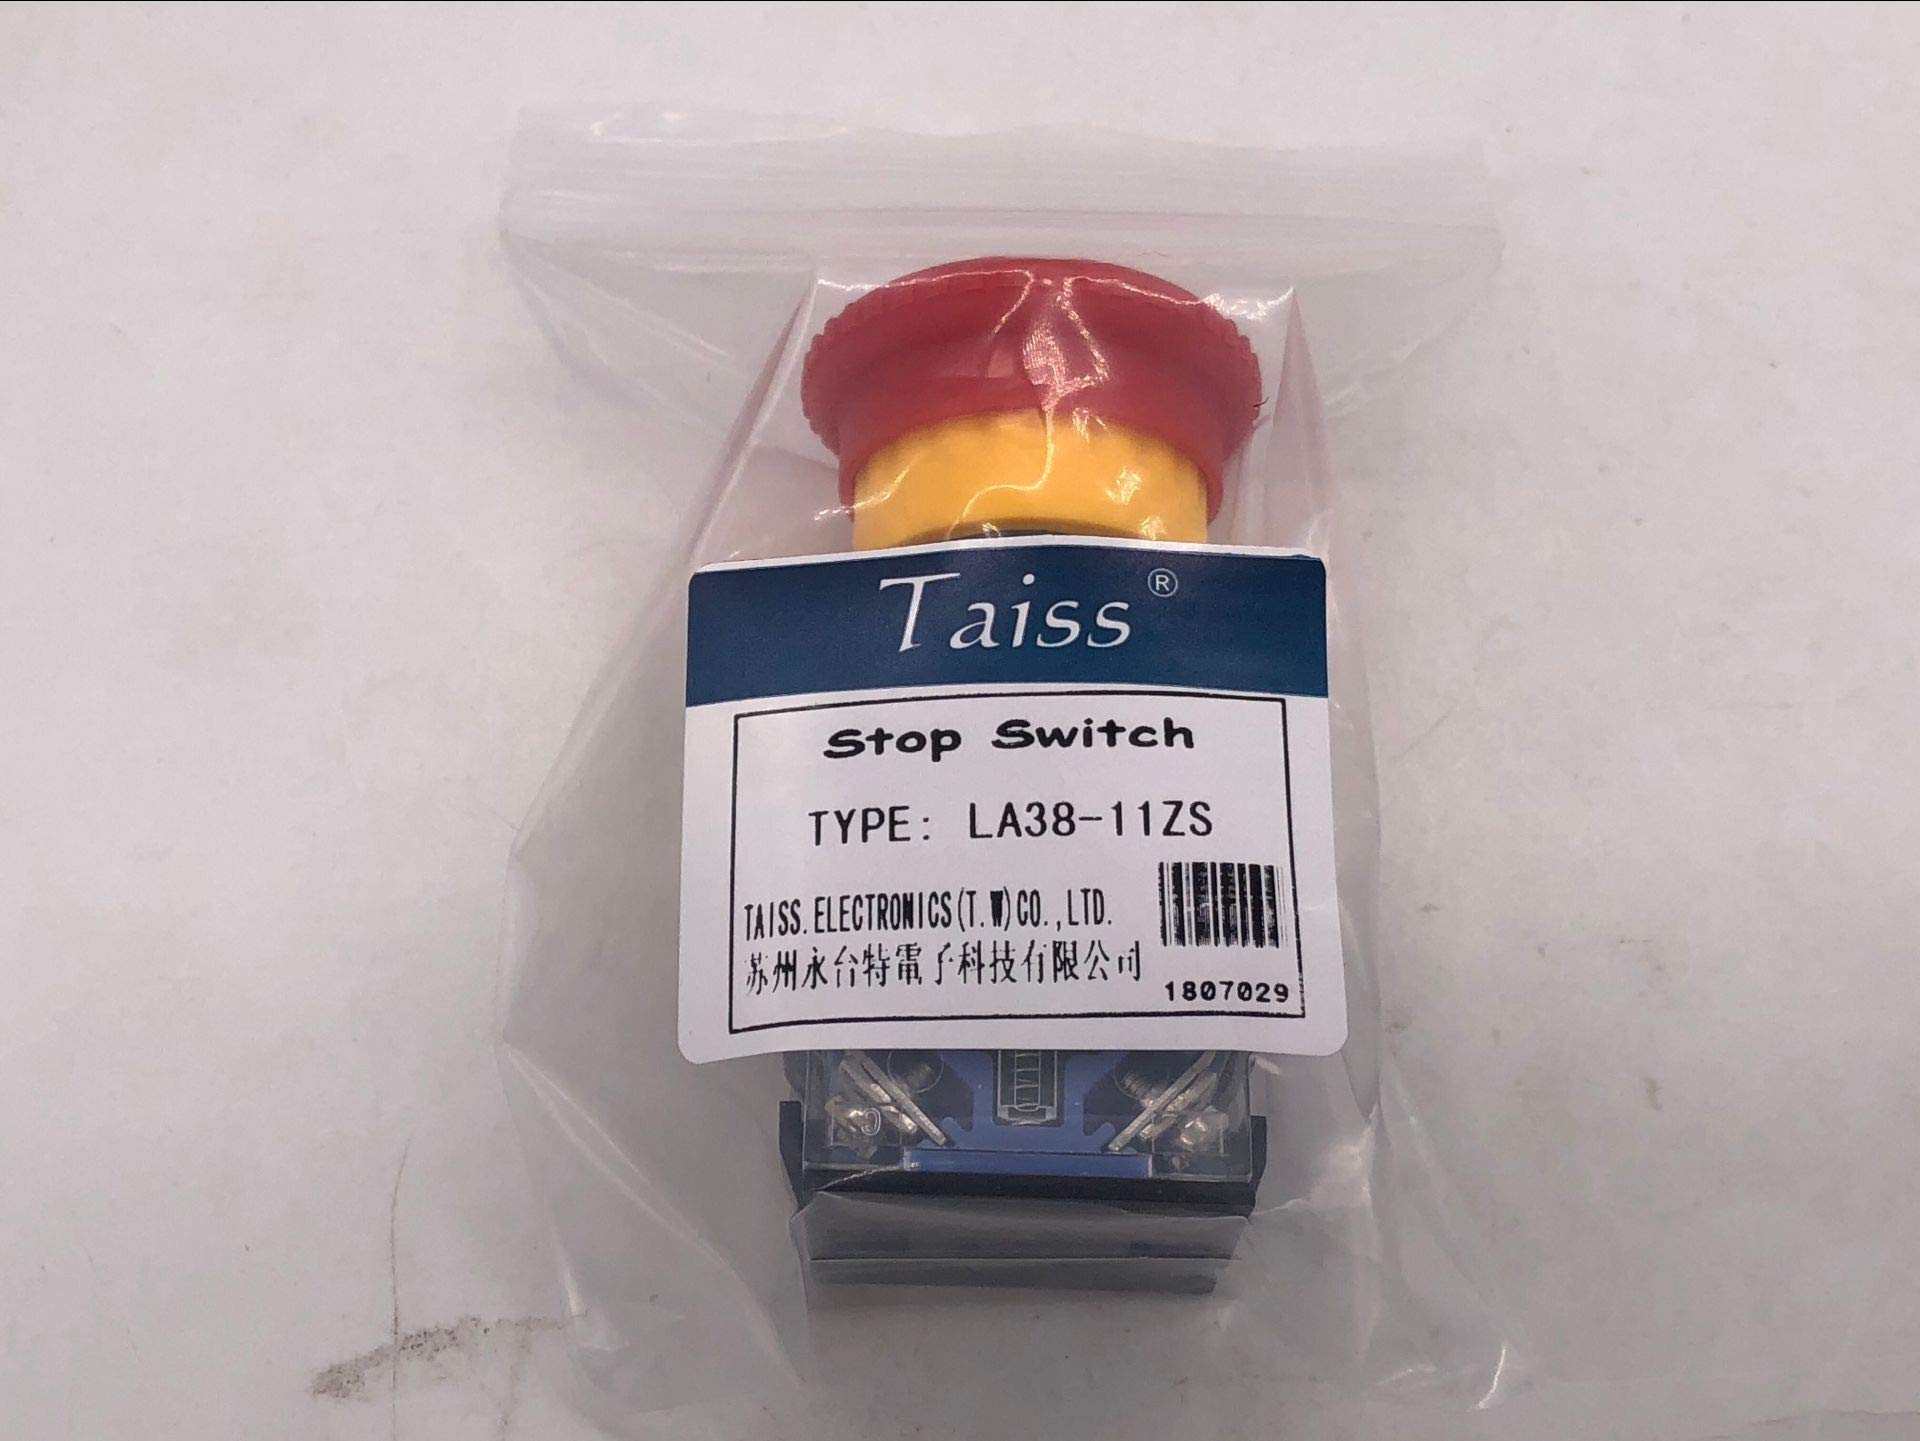 Taiss®
Stop Switch
TYPE: LA38-11ZS
TAISS.ELECTRONICS(T.W)CO.,LTD.
苏州永台特電子科技有限公司
1807029